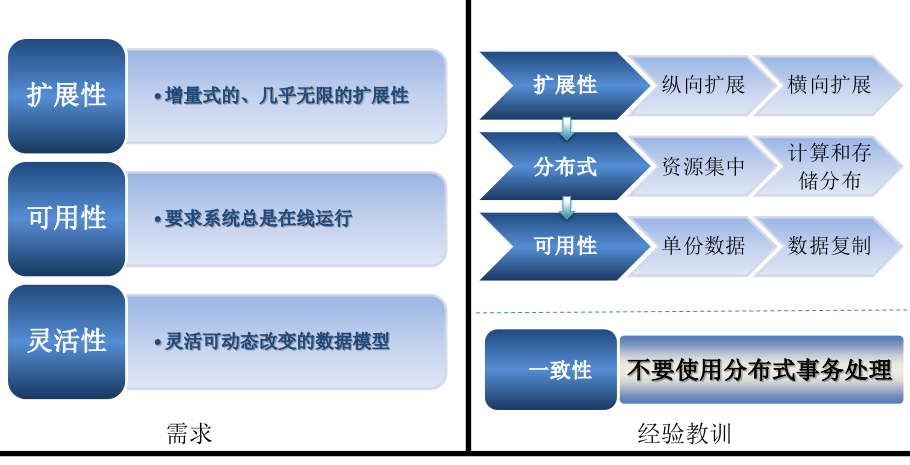 扩展性
•增量式的、几乎无限的扩展性
可用性
•要求系统总是在线运行
灵活性
•灵活可动态改变的数据模型
需求
扩展性 纵向扩展 横向扩展
分布式 资源集中 计算和存
储分布
可用性 单份数据 数据复制
一致性 不要使用分布式事务处理
经验教训